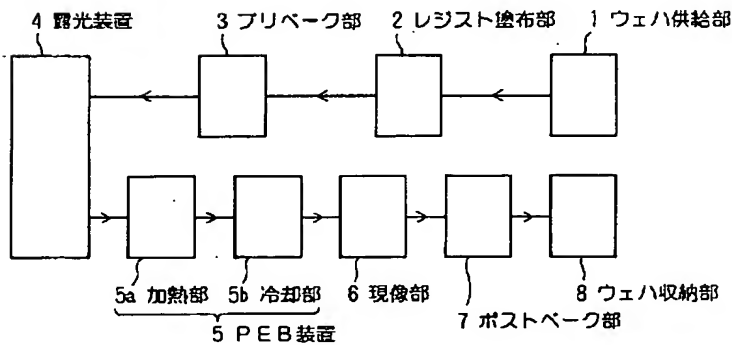 4 露光装置
3 プリベーク部
2 レジスト塗布部
1 ウェハ供給部
5a 加熱部
5b 冷却部
6 現像部
7 ポストベーク部
8 ウェハ収納部
5 PEB装置